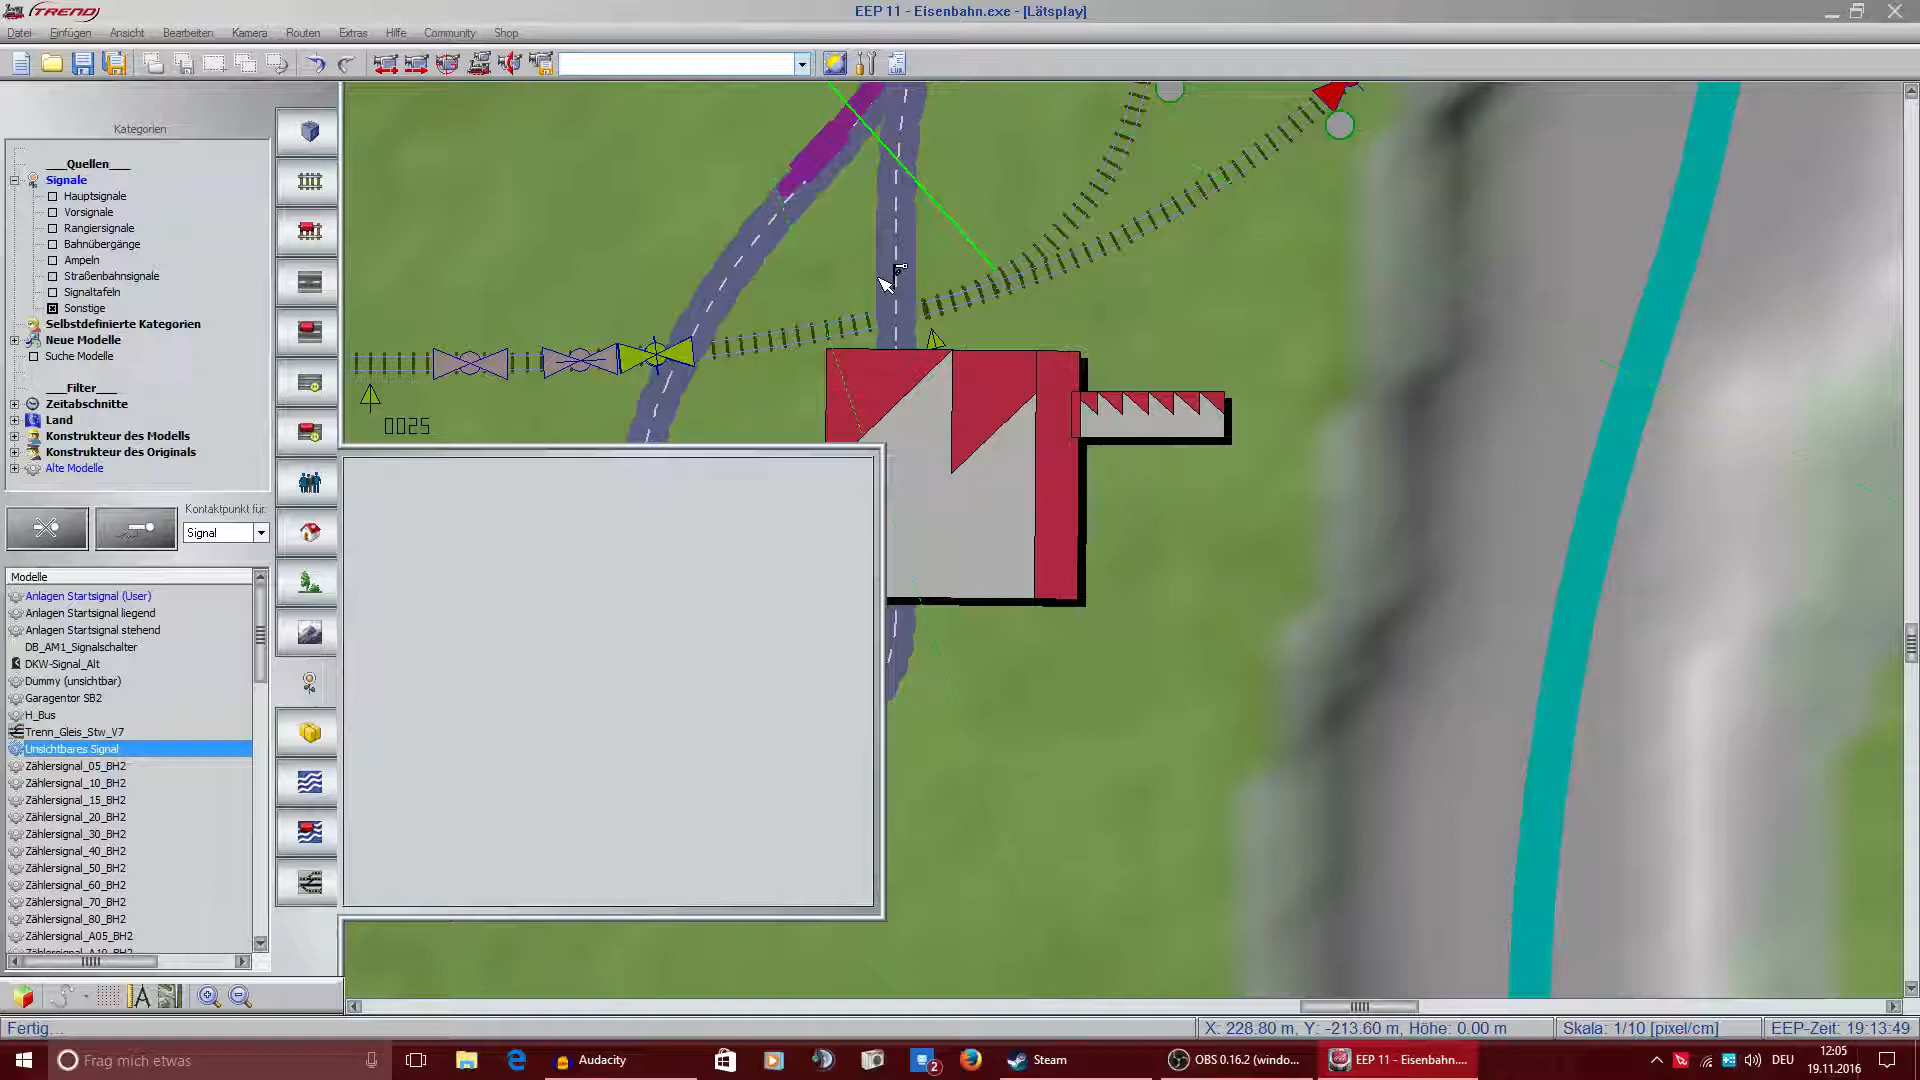 TREND
EEP 11 - Eisenbahn.exe - [Lätsplay]
Datei Einfügen Ansicht Bearbeiten Kamera Routen Extras Hilfe Community Shop
Kategorien
___Quellen___
Signale
Hauptsignale
Vorsignale
Rangiersignale
Bahnübergänge
Ampeln
Straßenbahnsignale
Signaltafeln
Sonstige
Selbstdefinierte Kategorien
Neue Modelle
Suche Modelle
___Filter___
Zeitabschnitte
Land
Konstrukteur des Modells
Konstrukteur des Originals
Alte Modelle
Kontaktpunkt für:
Signal
Modelle
Anlagen Startsignal (User)
Anlagen Startsignal liegend
Anlagen Startsignal stehend
DB_AM1_Signalschalter
DKW-Signal_Alt
Dummy (unsichtbar)
Garagentor SB2
H_Bus
Trenn_Gleis_Stw_V7
Unsichtbares Signal
Zählersignal_05_BH2
Zählersignal_10_BH2
Zählersignal_15_BH2
Zählersignal_20_BH2
Zählersignal_30_BH2
Zählersignal_40_BH2
Zählersignal_50_BH2
Zählersignal_60_BH2
Zählersignal_70_BH2
Zählersignal_80_BH2
Zählersignal_A05_BH2
Zählersignal_A10_BH2
0025
LUA
Fertig...
X: 228.80 m, Y: -213.60 m, Höhe: 0.00 m
Skala: 1/10 [pixel/cm]
EEP-Zeit: 19:13:49
Frag mich etwas
Audacity
2
Steam
OBS 0.16.2 (windo...
EEP 11 - Eisenbahn....
DEU
12:05
19.11.2016